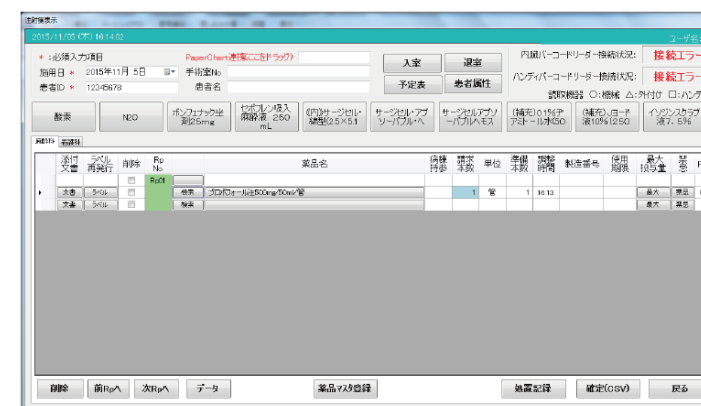 注射箋表示
2015/11/05 (木) 16:14:02 ユーザ名
* :必須入力項目 PaperChart連携(ここをドラッグ)
入室 退室
内蔵バーコードリーダー接続状況: 接続エラー
施用日 * 2015年11月 5日 手術室No
ハンディバーコードリーダー接続状況: 接続エラー
患者ID * 12345678 患者名
予定表 患者属性
読取機器 〇:機械 △:外付け □:ハンデ
酸素 N2O ボンフェナック坐剤25mg セボフレン吸入麻酔液 250mL (円)サージセル・綿型(2.5×5.1 サージセル・アブソーバブル・ヘ サージセルアブソーバブルヘモス (補充)0.1%デ (補充)ヨード液10%(250 イソジンスクラブ液7.5%
添付文書 ラベル再発行 削除 Rp No 薬品名 請求本数 単位 準備本数 調整時間 製造番号 使用期限 最大投与量 禁忌
Rp01
文書 ラベル 検索 プロポフォール注500mg/50ml/管 1 管 1 16:13 最大 禁忌
文書 ラベル 検索 最大 禁忌
削除 前Rpへ 次Rpへ データ 薬品マスタ登録 処置記録 確定(CSV) 戻る